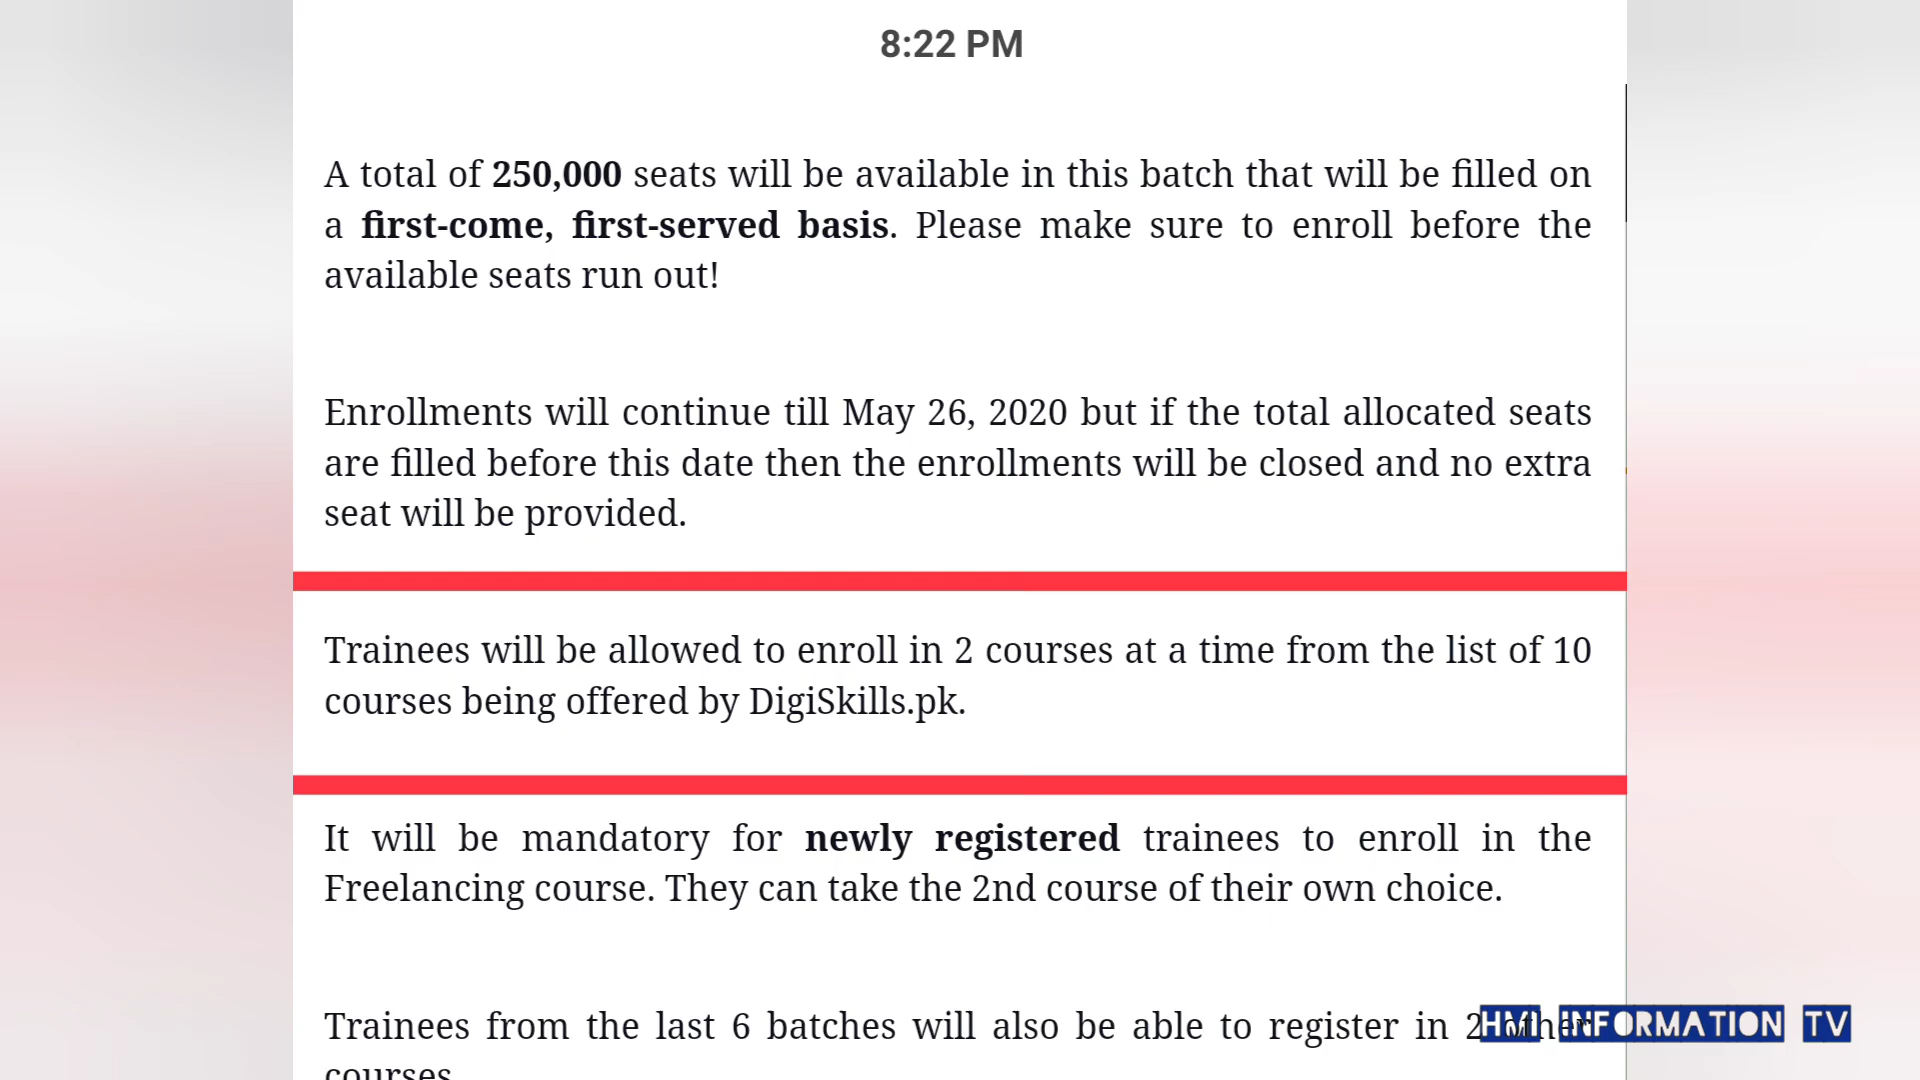 8:22 PM
A total of 250,000 seats will be available in this batch that will be filled on
a first-come, first-served basis. Please make sure to enroll before the
available seats run out!
Enrollments will continue till May 26, 2020 but if the total allocated seats
are filled before this date then the enrollments will be closed and no extra
seat will be provided.
Trainees will be allowed to enroll in 2 courses at a time from the list of 10
courses being offered by DigiSkills.pk.
It will be mandatory for newly registered trainees to enroll in the
Freelancing course. They can take the 2nd course of their own choice.
Trainees from the last 6 batches will also be able to register in 2 other
courses
HMI INFORMATION TV